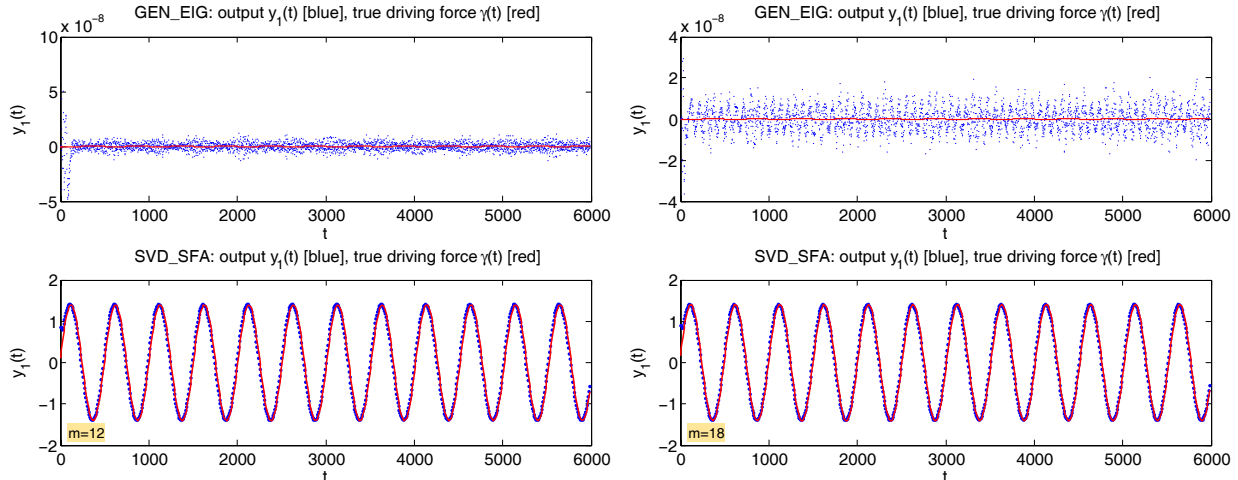 GEN_EIG: output y1(t) [blue], true driving force γ(t) [red]
x 10−8
10
5
0
−5
y1(t)
0 1000 2000 3000 4000 5000 6000
t
GEN_EIG: output y1(t) [blue], true driving force γ(t) [red]
x 10−8
4
2
0
−2
−4
y1(t)
0 1000 2000 3000 4000 5000 6000
t
SVD_SFA: output y1(t) [blue], true driving force γ(t) [red]
2
1
0
−1
−2
y1(t)
m=12
0 1000 2000 3000 4000 5000 6000
t
SVD_SFA: output y1(t) [blue], true driving force γ(t) [red]
2
1
0
−1
−2
y1(t)
m=18
0 1000 2000 3000 4000 5000 6000
t